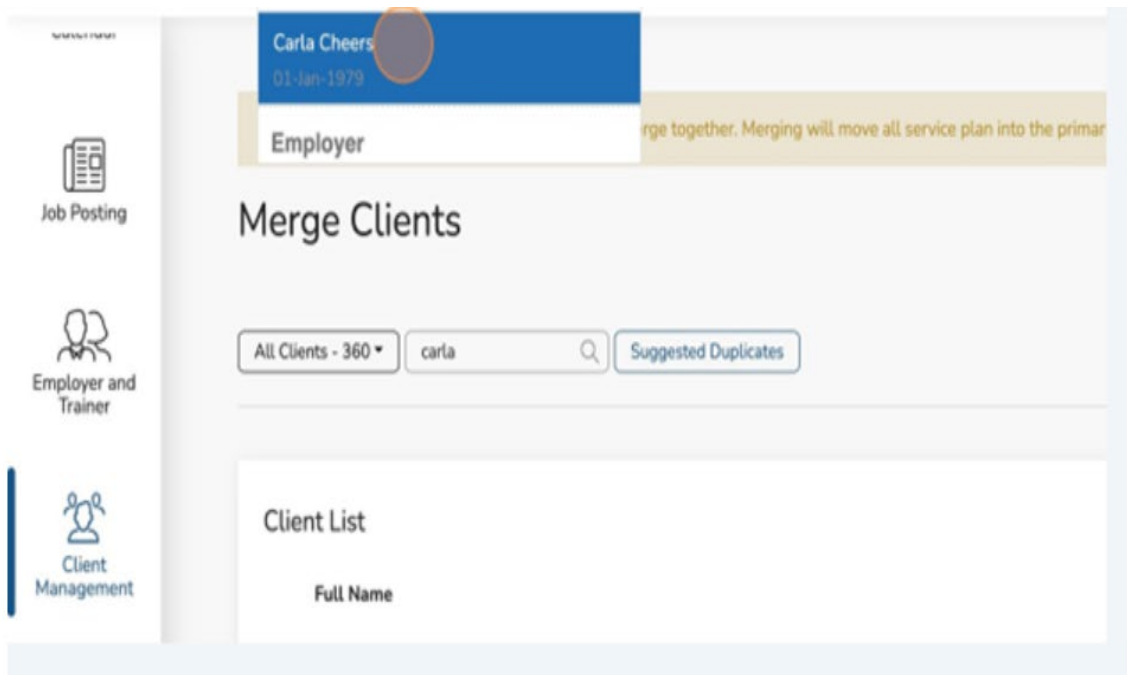 Carla Cheers
01-Jan-1979
Employer
rge together. Merging will move all service plan into the primar
Job Posting
Merge Clients
All Clients - 360
carla
Suggested Duplicates
Employer and
Trainer
Client List
Client
Management
Full Name